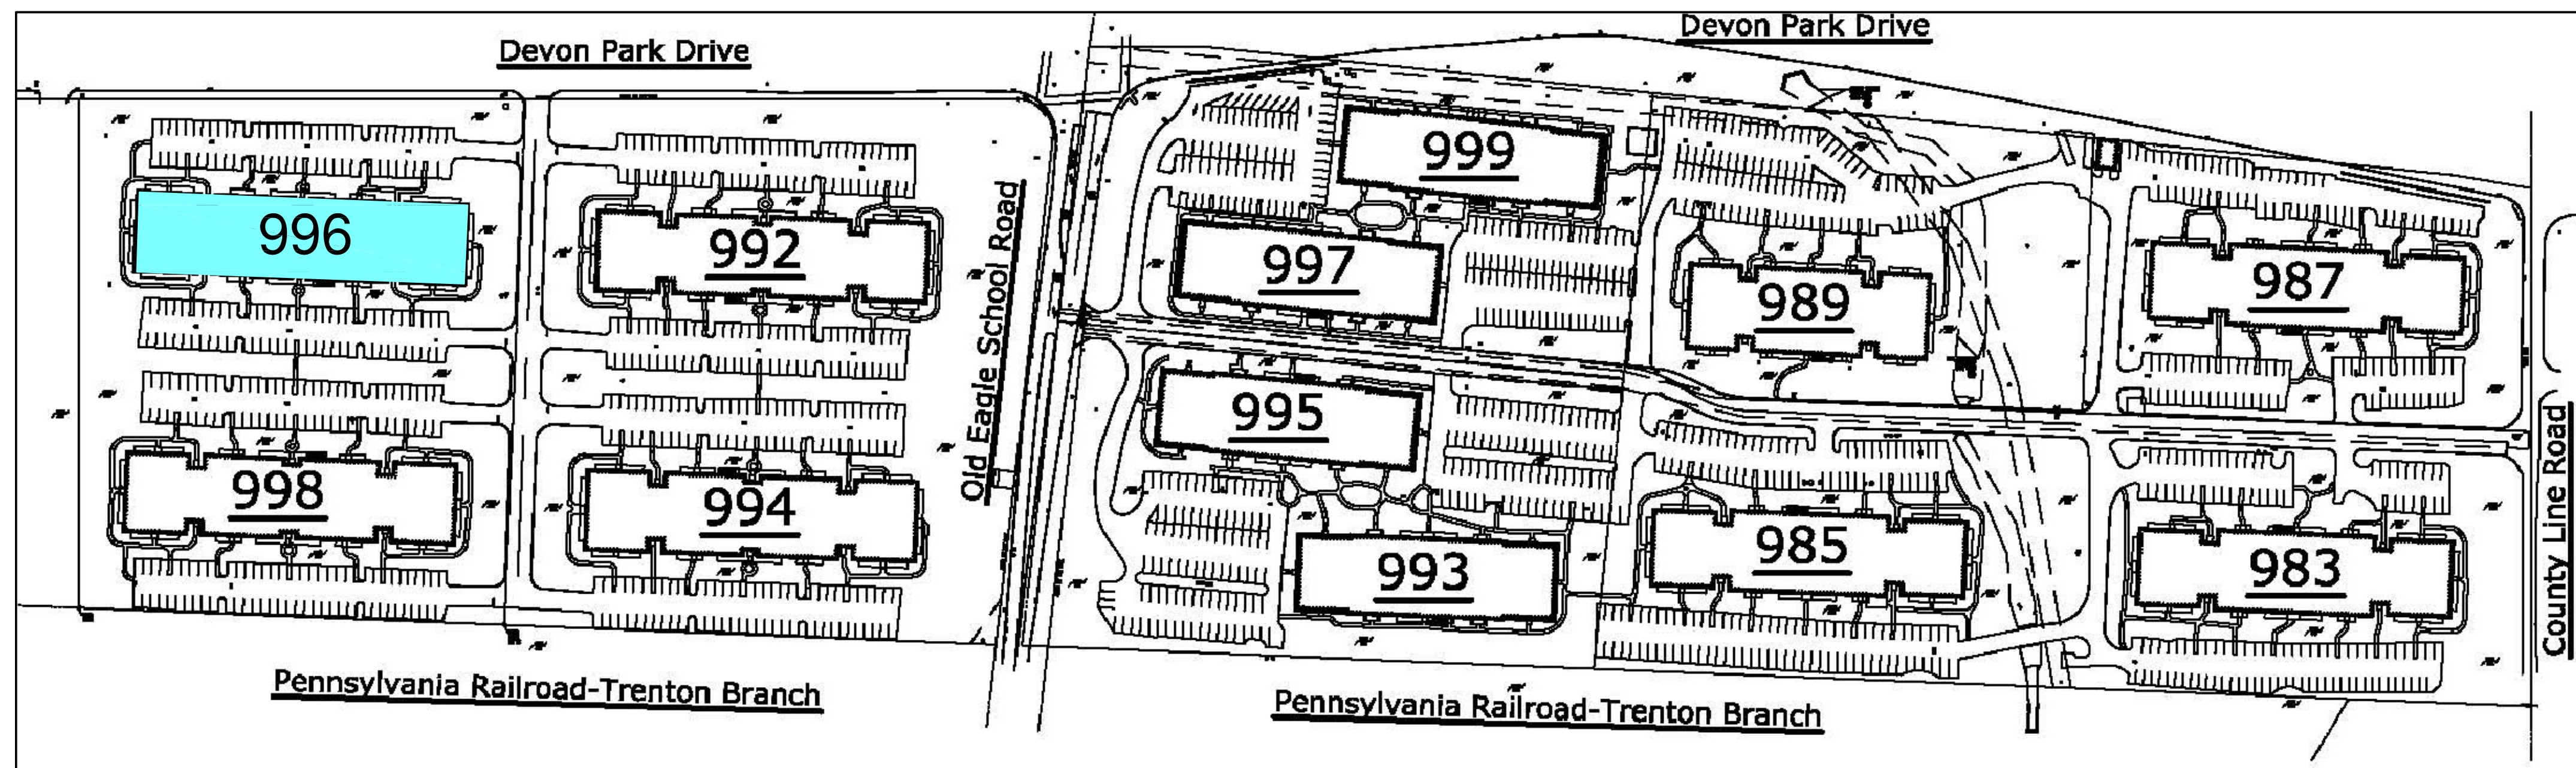 Devon Park Drive
Devon Park Drive
996
992
999
997
989
987
Old Eagle School Road
998
994
995
993
985
983
County Line Road
Pennsylvania Railroad-Trenton Branch
Pennsylvania Railroad-Trenton Branch